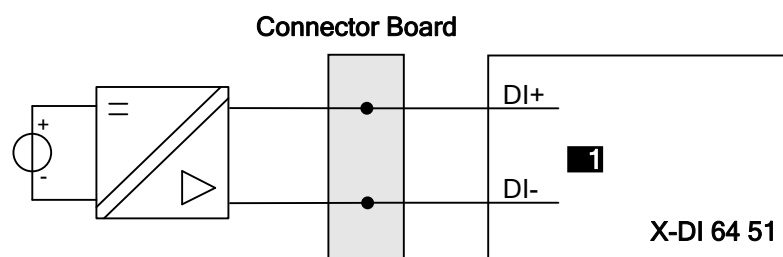 Connector Board
DI+
+
1
-
DI-
X-DI 64 51